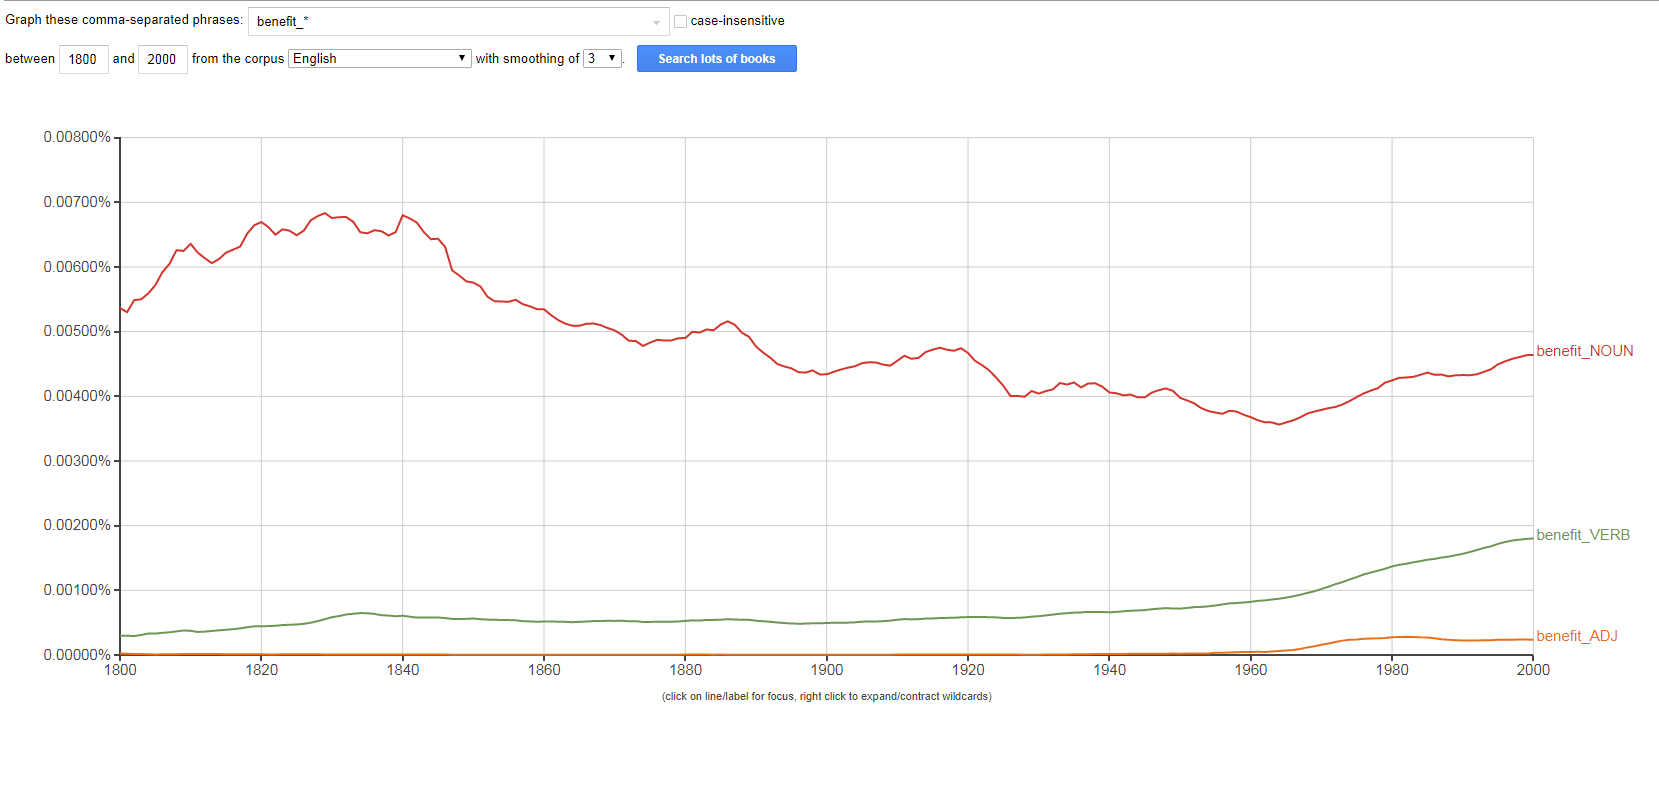 Graph these comma-separated phrases: benefit_* case-insensitive
between 1800 and 2000 from the corpus English with smoothing of 3 . Search lots of books
0.00800%
0.00700%
0.00600%
0.00500%
benefit_NOUN
0.00400%
0.00300%
0.00200%
benefit_VERB
0.00100%
benefit_ADJ
0.00000%
1800 1820 1840 1860 1880 1900 1920 1940 1960 1980 2000
(click on line/label for focus, right click to expand/contract wildcards)